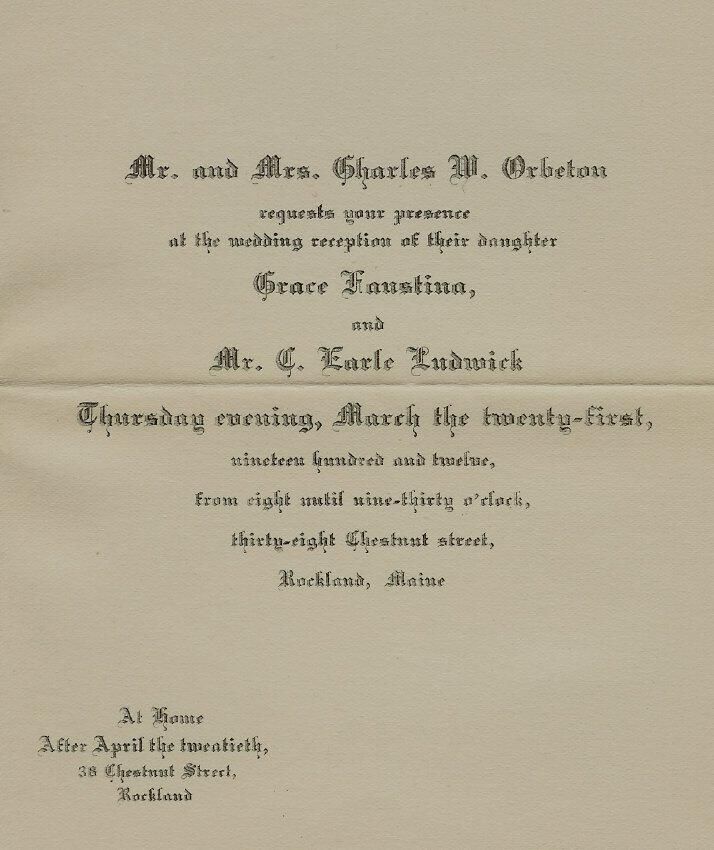 Mr. and Mrs. Charles W. Orbeton
requests your presence
at the wedding reception of their daughter
Grace Faustina,
and
Mr. C. Earle Ludwick
Thursday evening, March the twenty-first,
nineteen hundred and twelve,
from eight until nine-thirty o'clock,
thirty-eight Chestnut street,
Rockland, Maine
At Home
After April the twentieth,
38 Chestnut Street,
Rockland